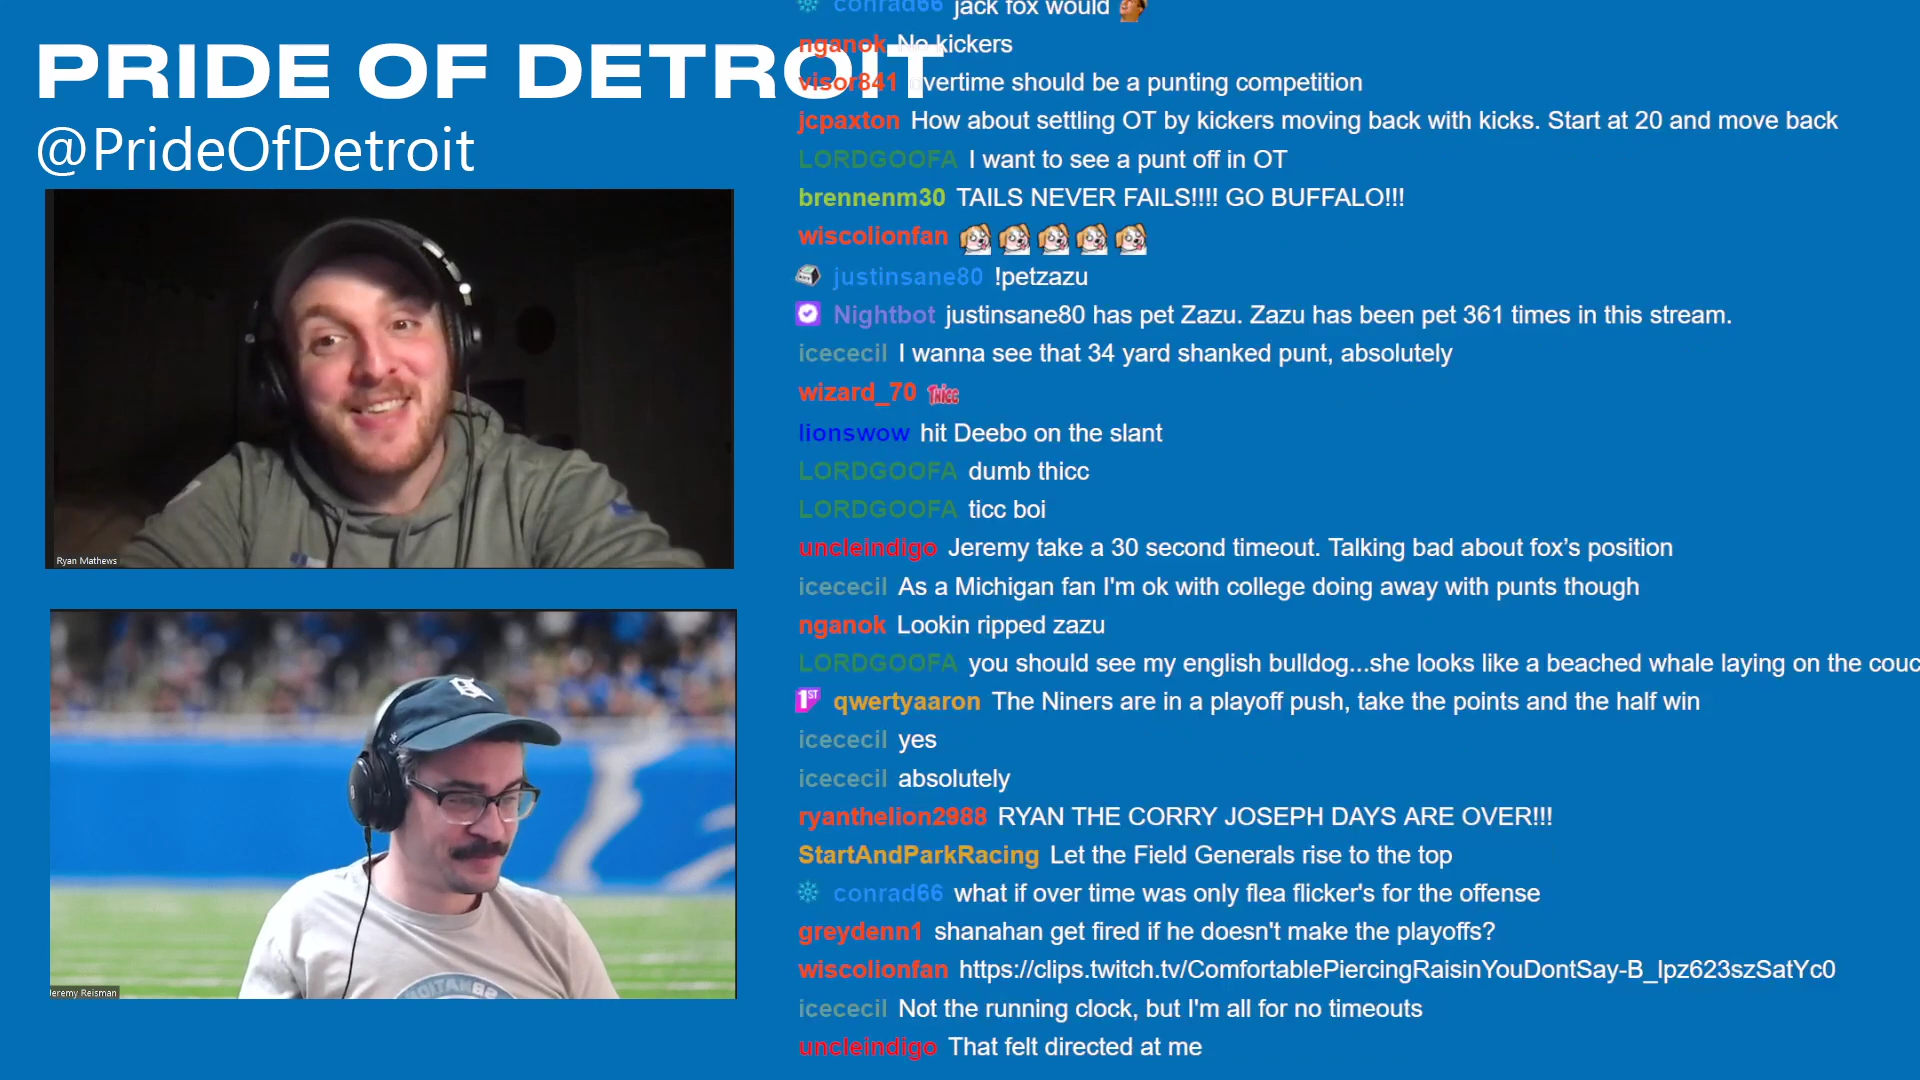 PRIDE OF DETROIT
@PrideOfDetroit
Ryan Mathews
Jeremy Reisman
conrad66 jack fox would
nganok No kickers
visor841 overtime should be a punting competition
jcpaxton How about settling OT by kickers moving back with kicks. Start at 20 and move back
LORDGOOFA I want to see a punt off in OT
brennenm30 TAILS NEVER FAILS!!!! GO BUFFALO!!!
wiscolionfan
justinsane80 !petzazu
Nightbot justinsane80 has pet Zazu. Zazu has been pet 361 times in this stream.
icececil I wanna see that 34 yard shanked punt, absolutely
wizard_70 THICC
lionswow hit Deebo on the slant
LORDGOOFA dumb thicc
LORDGOOFA ticc boi
uncleindigo Jeremy take a 30 second timeout. Talking bad about fox’s position
icececil As a Michigan fan I'm ok with college doing away with punts though
nganok Lookin ripped zazu
LORDGOOFA you should see my english bulldog...she looks like a beached whale laying on the couc
1ST qwertyaaron The Niners are in a playoff push, take the points and the half win
icececil yes
icececil absolutely
ryanthelion2988 RYAN THE CORRY JOSEPH DAYS ARE OVER!!!
StartAndParkRacing Let the Field Generals rise to the top
conrad66 what if over time was only flea flicker's for the offense
greydenn1 shanahan get fired if he doesn't make the playoffs?
wiscolionfan https://clips.twitch.tv/ComfortablePiercingRaisinYouDontSay-B_lpz623szSatYc0
icececil Not the running clock, but I'm all for no timeouts
uncleindigo That felt directed at me